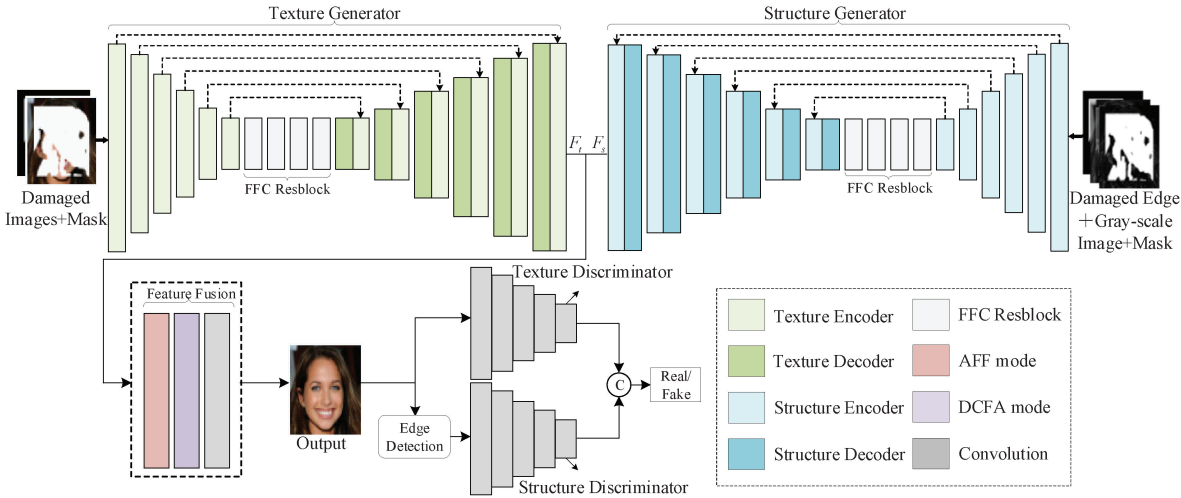 Texture Generator
Structure Generator
Damaged
Images+Mask
FFC Resblock
F_t F_s
FFC Resblock
Damaged Edge
+Gray-scale
Image+Mask
Feature Fusion
Output
Texture Discriminator
Edge
Detection
Structure Discriminator
C
Real/
Fake
Texture Encoder
FFC Resblock
Texture Decoder
AFF mode
Structure Encoder
DCFA mode
Structure Decoder
Convolution